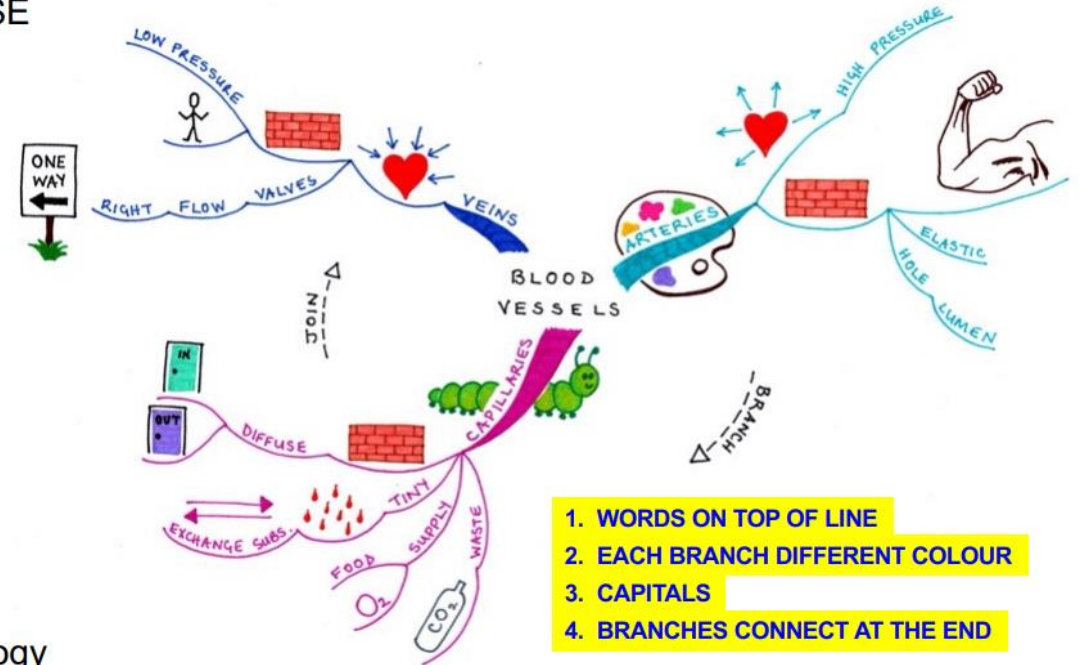 SE
LOW PRESSURE
ONE
WAY
RIGHT FLOW VALVES
VEINS
HIGH PRESSURE
ARTERIES
ELASTIC
HOLE LUMEN
BLOOD
VESSELS
JOIN
BRANCH
CAPILLARIES
IN
OUT
DIFFUSE
TINY
EXCHANGE SUBS.
SUPPLY
FOOD
O₂
WASTE
CO₂
1. WORDS ON TOP OF LINE
2. EACH BRANCH DIFFERENT COLOUR
3. CAPITALS
4. BRANCHES CONNECT AT THE END
ogy